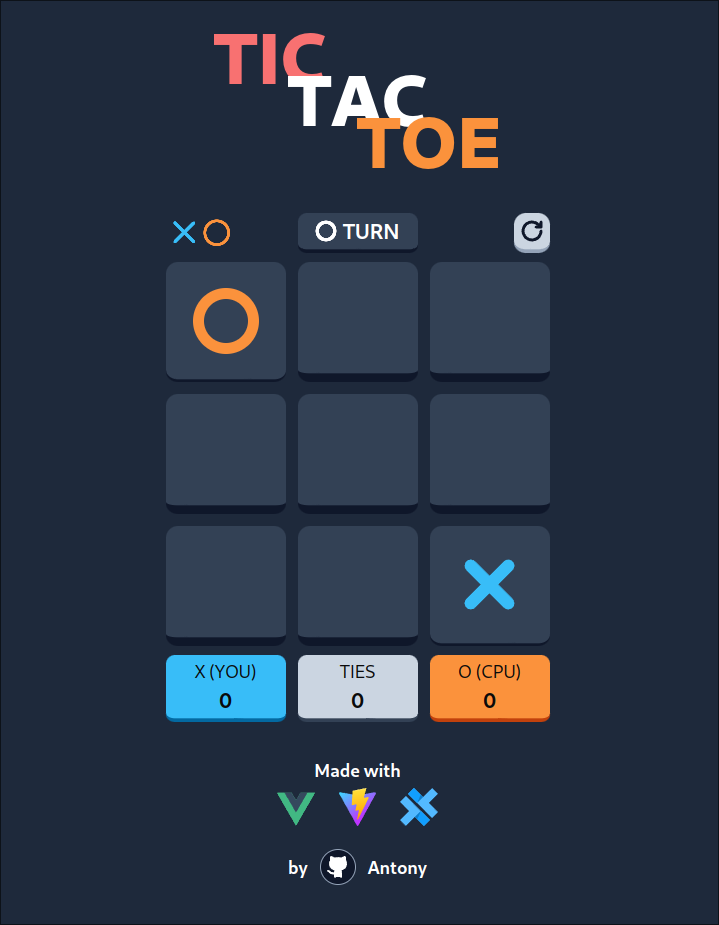 TIC
TAC
TOE
TURN
X (YOU)
0
TIES
0
O (CPU)
0
Made with
by Antony